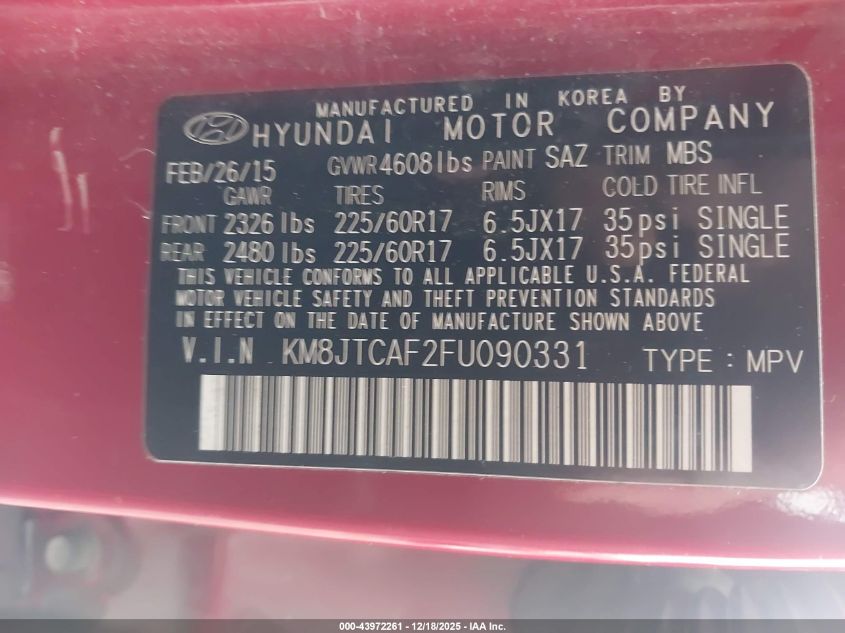 MANUFACTURED IN KOREA BY
HYUNDAI MOTOR COMPANY
FEB/26/15 GVWR4608lbs PAINT SAZ TRIM MBS
GAWR TIRES RIMS COLD TIRE INFL
FRONT 2326 lbs 225/60R17 6.5JX17 35psi SINGLE
REAR 2480 lbs 225/60R17 6.5JX17 35psi SINGLE
THIS VEHICLE CONFORMS TO ALL APPLICABLE U.S.A. FEDERAL
MOTOR VEHICLE SAFETY AND THEFT PREVENTION STANDARDS
IN EFFECT ON THE DATE OF MANUFACTURE SHOWN ABOVE
V.I.N KM8JTCAF2FU090331 TYPE : MPV
000-43972261 - 12/18/2025 - IAA Inc.